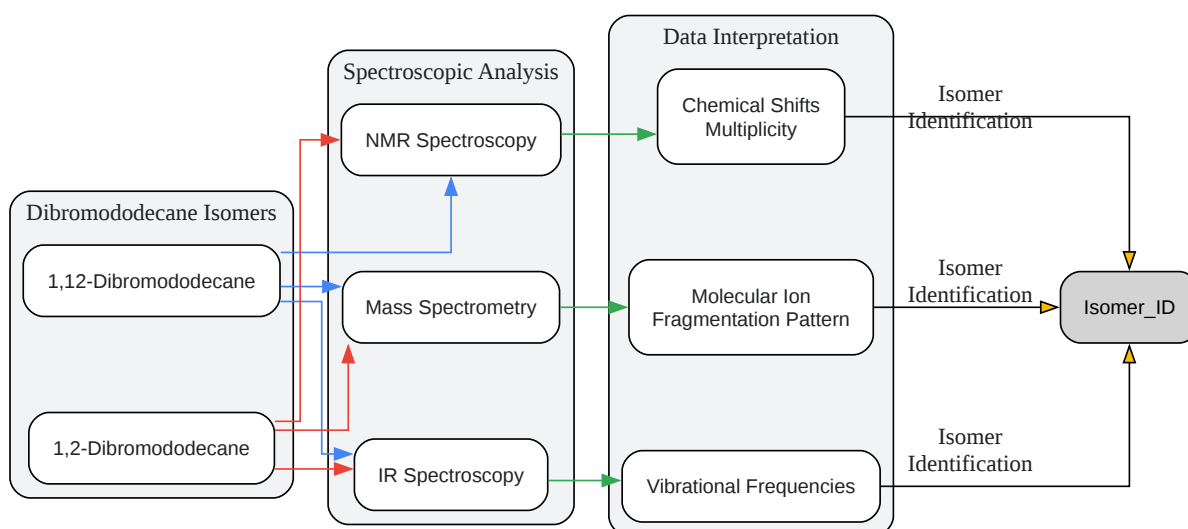 Dibromododecane Isomers
1,12-Dibromododecane
1,2-Dibromododecane
Spectroscopic Analysis
NMR Spectroscopy
Mass Spectrometry
IR Spectroscopy
Data Interpretation
Chemical Shifts
Multiplicity
Molecular Ion
Fragmentation Pattern
Vibrational Frequencies
Isomer
Identification
Isomer
Identification
Isomer
Identification
Isomer_ID